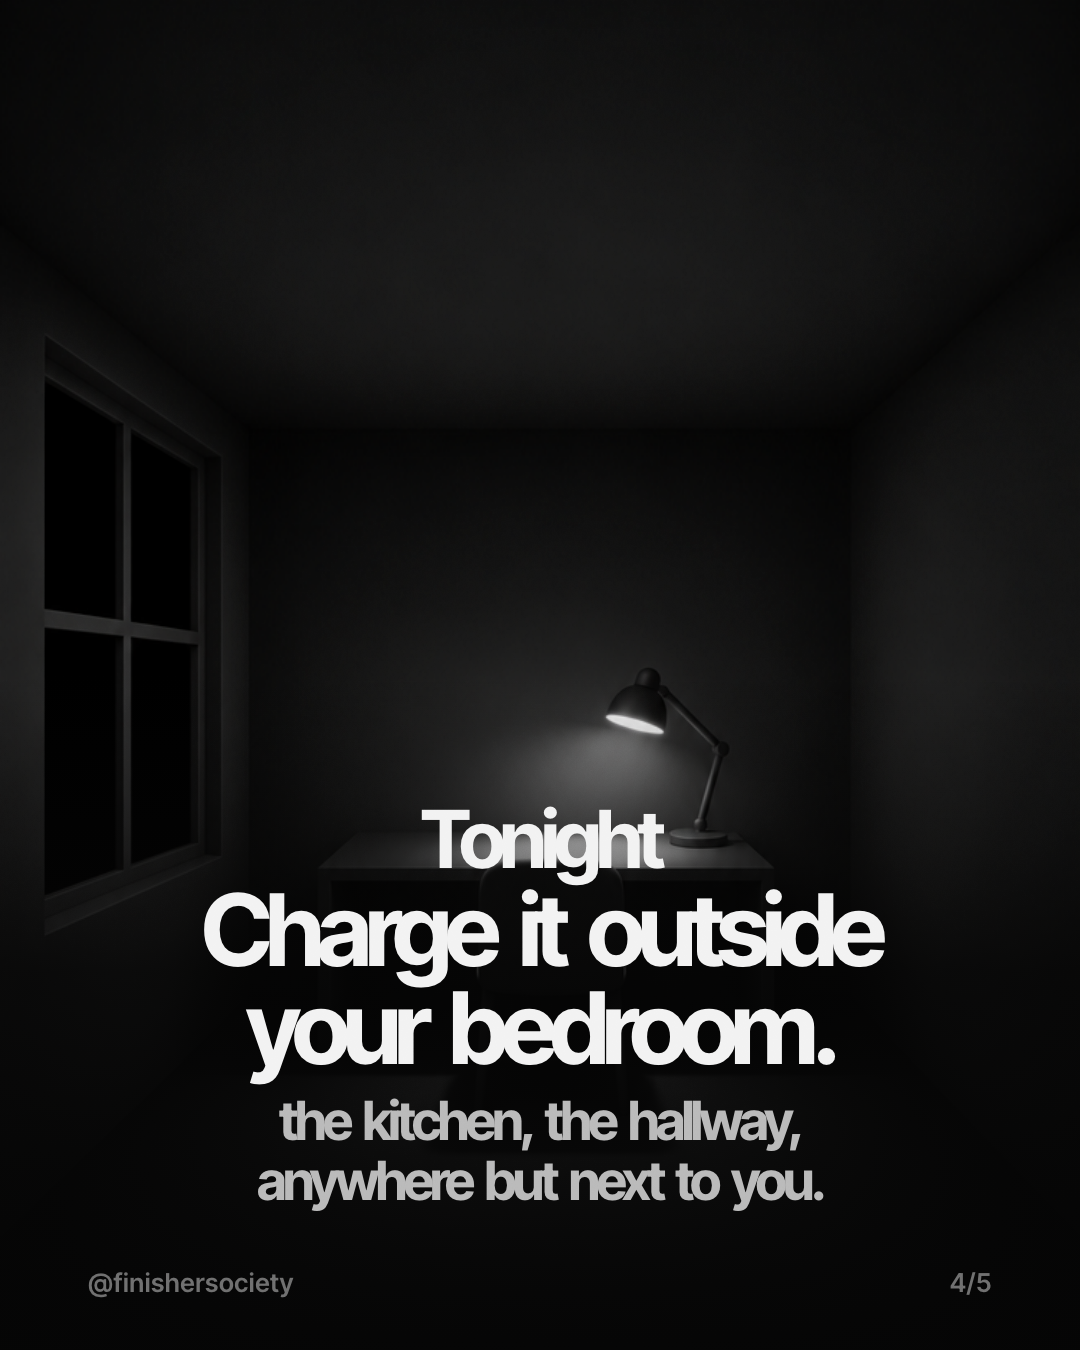 Tonight
Charge it outside
your bedroom.
the kitchen, the hallway,
anywhere but next to you.
@finishersociety
4/5